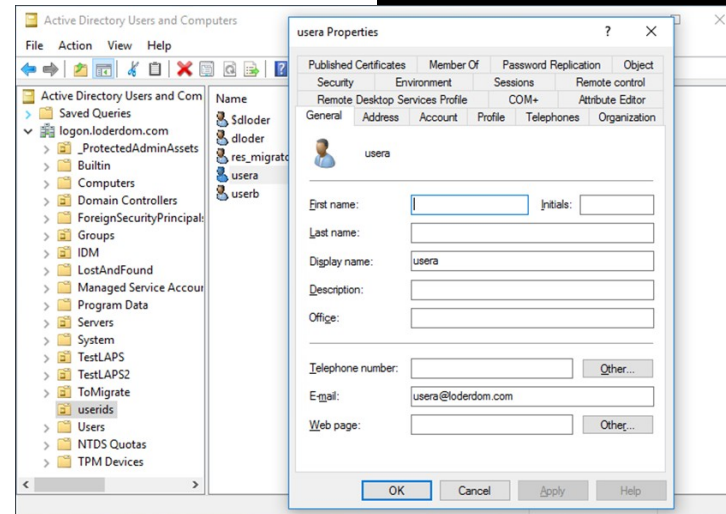 Active Directory Users and Computers
File Action View Help
Active Directory Users and Com
Saved Queries
logon.loderdom.com
_ProtectedAdminAssets
Builtin
Computers
Domain Controllers
ForeignSecurityPrincipal:
Groups
IDM
LostAndFound
Managed Service Accour
Program Data
Servers
System
TestLAPS
TestLAPS2
ToMigrate
userids
Users
NTDS Quotas
TPM Devices
Name
$dloder
dloder
res_migrato
usera
userb
usera Properties
Published Certificates Member Of Password Replication Object
Security Environment Sessions Remote control
Remote Desktop Services Profile COM+ Attribute Editor
General Address Account Profile Telephones Organization
usera
First name:
Initials:
Last name:
Display name: usera
Description:
Office:
Telephone number: Other...
E-mail: usera@loderdom.com
Web page: Other...
OK Cancel Apply Help